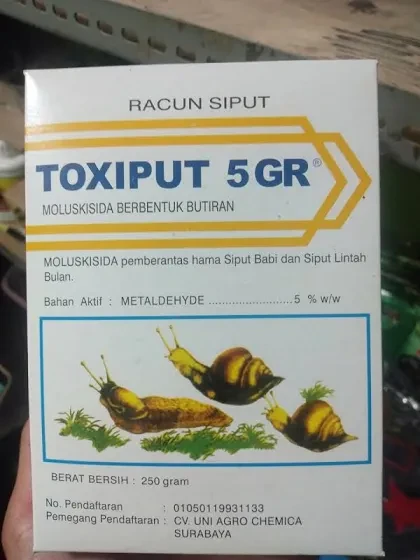 RACUN SIPUT
TOXIPUT 5GR®
MOLUSKISIDA BERBENTUK BUTIRAN
MOLUSKISIDA pemberantas hama Siput Babi dan Siput Lintah
Bulan.
Bahan Aktif : METALDEHYDE ......................... 5 % w/w
BERAT BERSIH : 250 gram
No. Pendaftaran : 01050119931133
Pemegang Pendaftaran : CV. UNI AGRO CHEMICA
SURABAYA